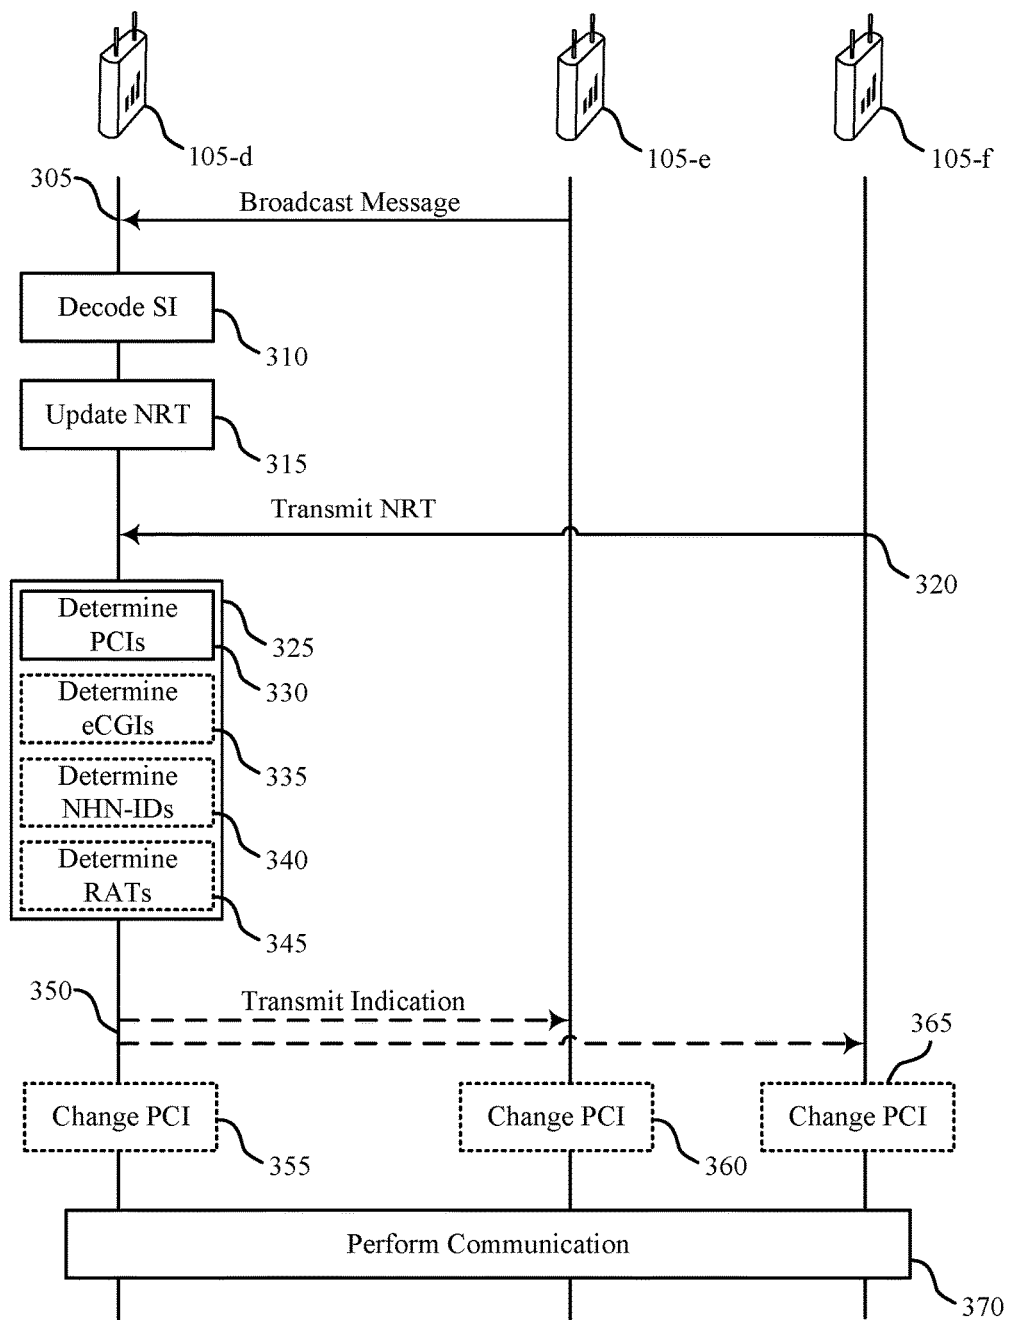 105-d
105-e
105-f
305
Broadcast Message
Decode SI
310
Update NRT
315
Transmit NRT
320
Determine
PCIs
325
330
Determine
eCGIs
335
Determine
NHN-IDs
340
Determine
RATs
345
350
Transmit Indication
365
Change PCI
Change PCI
Change PCI
355
360
Perform Communication
370